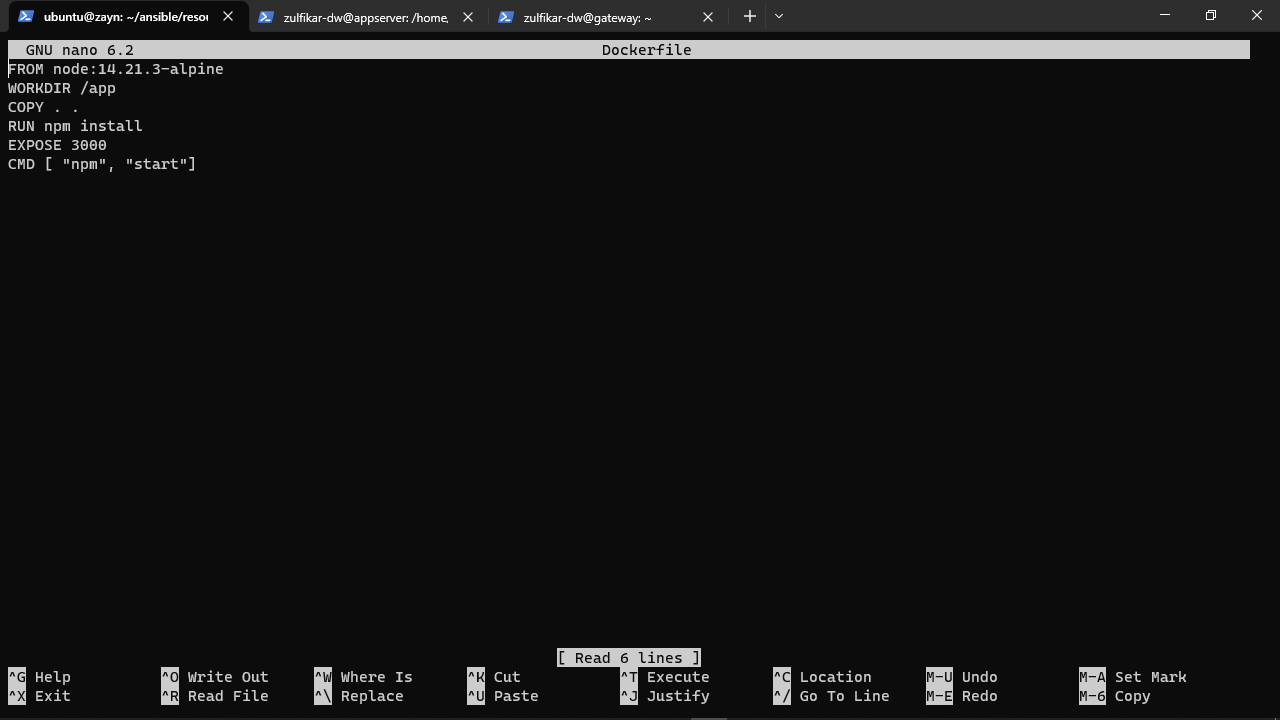 ubuntu@zayn: ~/ansible/resou
zulfikar-dw@appserver: /home,
zulfikar-dw@gateway: ~
GNU nano 6.2 Dockerfile
FROM node:14.21.3-alpine
WORKDIR /app
COPY . .
RUN npm install
EXPOSE 3000
CMD [ "npm", "start"]
[ Read 6 lines ]
^G Help ^O Write Out ^W Where Is ^K Cut ^T Execute ^C Location M-U Undo M-A Set Mark
^X Exit ^R Read File ^\ Replace ^U Paste ^J Justify ^/ Go To Line M-E Redo M-6 Copy